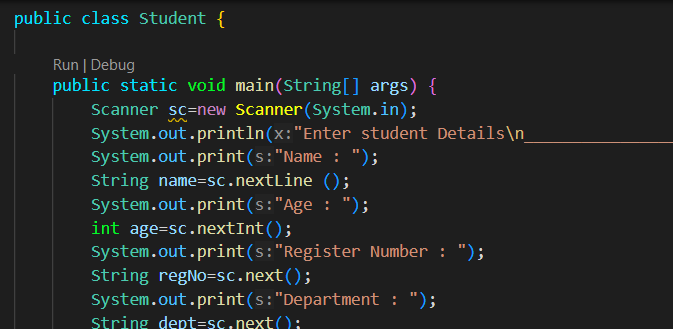 public class Student {
Run | Debug
public static void main(String[] args) {
Scanner sc=new Scanner(System.in);
System.out.println(x:"Enter student Details\n________________
System.out.print(s:"Name : ");
String name=sc.nextLine ();
System.out.print(s:"Age : ");
int age=sc.nextInt();
System.out.print(s:"Register Number : ");
String regNo=sc.next();
System.out.print(s:"Department : ");
String dept=sc.next();